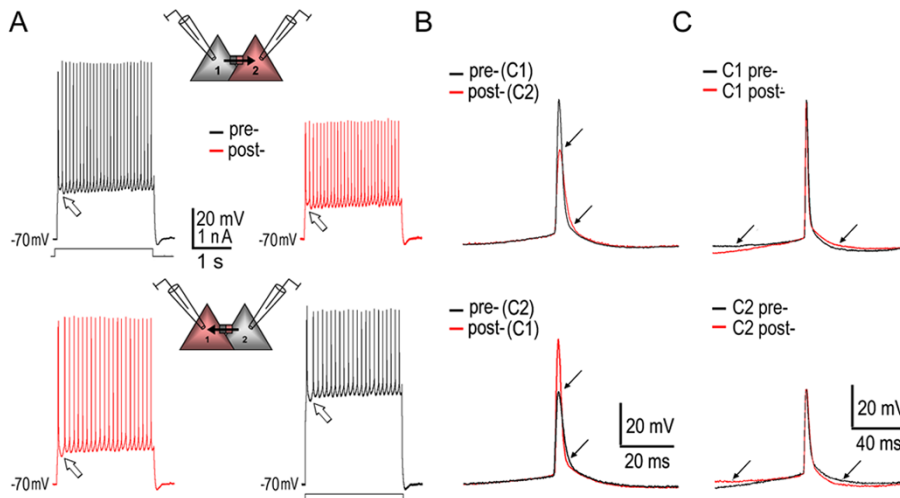 A
B
C
1
2
pre-
post-
-70mV
20 mV
1 nA
1 s
-70mV
1
2
-70mV
-70mV
pre-(C1)
post-(C2)
pre-(C2)
post-(C1)
20 mV
20 ms
C1 pre-
C1 post-
C2 pre-
C2 post-
20 mV
40 ms